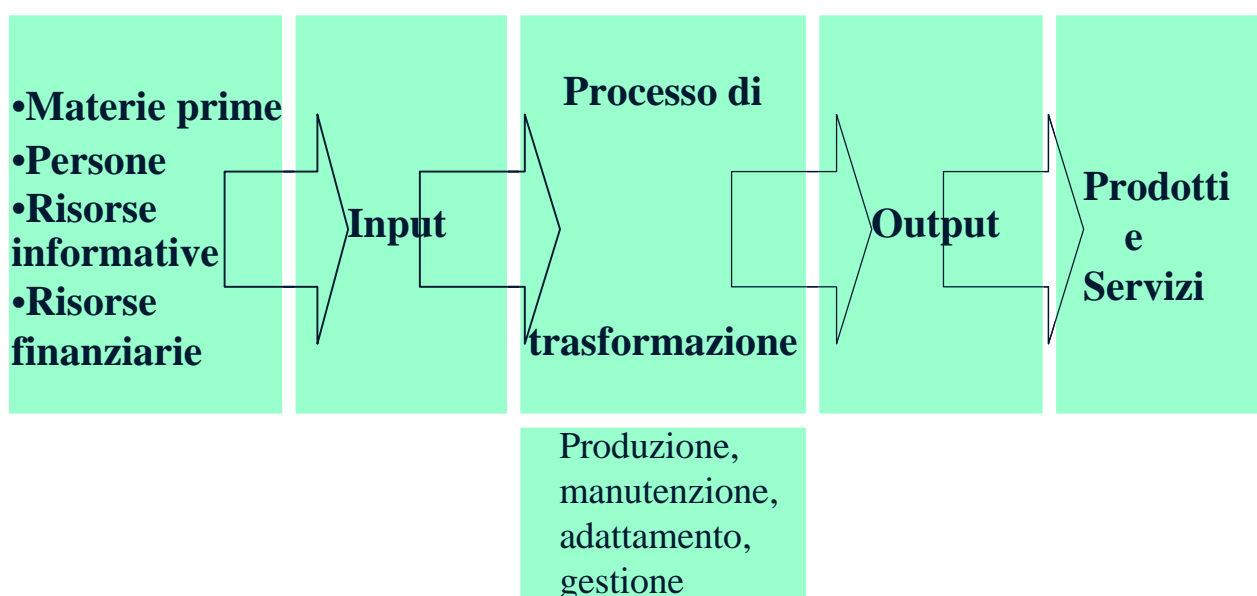 •Materie prime
•Persone
•Risorse
informative
•Risorse
finanziarie
Input
Processo di
trasformazione
Output
Prodotti
e
Servizi
Produzione,
manutenzione,
adattamento,
gestione